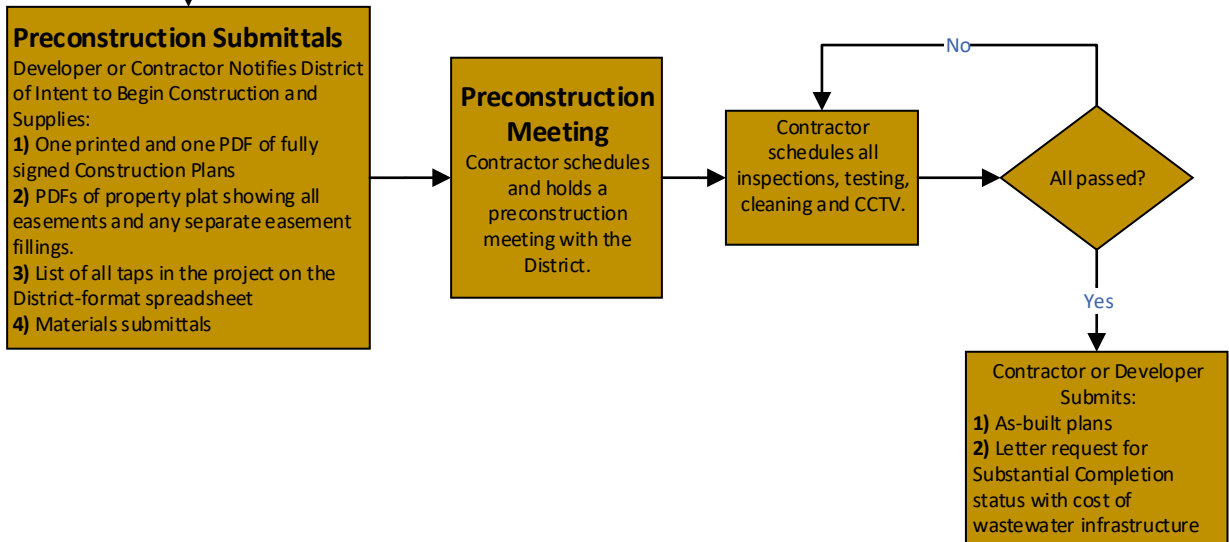 Preconstruction Submittals
Developer or Contractor Notifies District
of Intent to Begin Construction and
Supplies:
1) One printed and one PDF of fully
signed Construction Plans
2) PDFs of property plat showing all
easements and any separate easement
fillings.
3) List of all taps in the project on the
District-format spreadsheet
4) Materials submittals
Preconstruction
Meeting
Contractor schedules
and holds a
preconstruction
meeting with the
District.
Contractor
schedules all
inspections, testing,
cleaning and CCTV.
No
All passed?
Yes
Contractor or Developer
Submits:
1) As-built plans
2) Letter request for
Substantial Completion
status with cost of
wastewater infrastructure